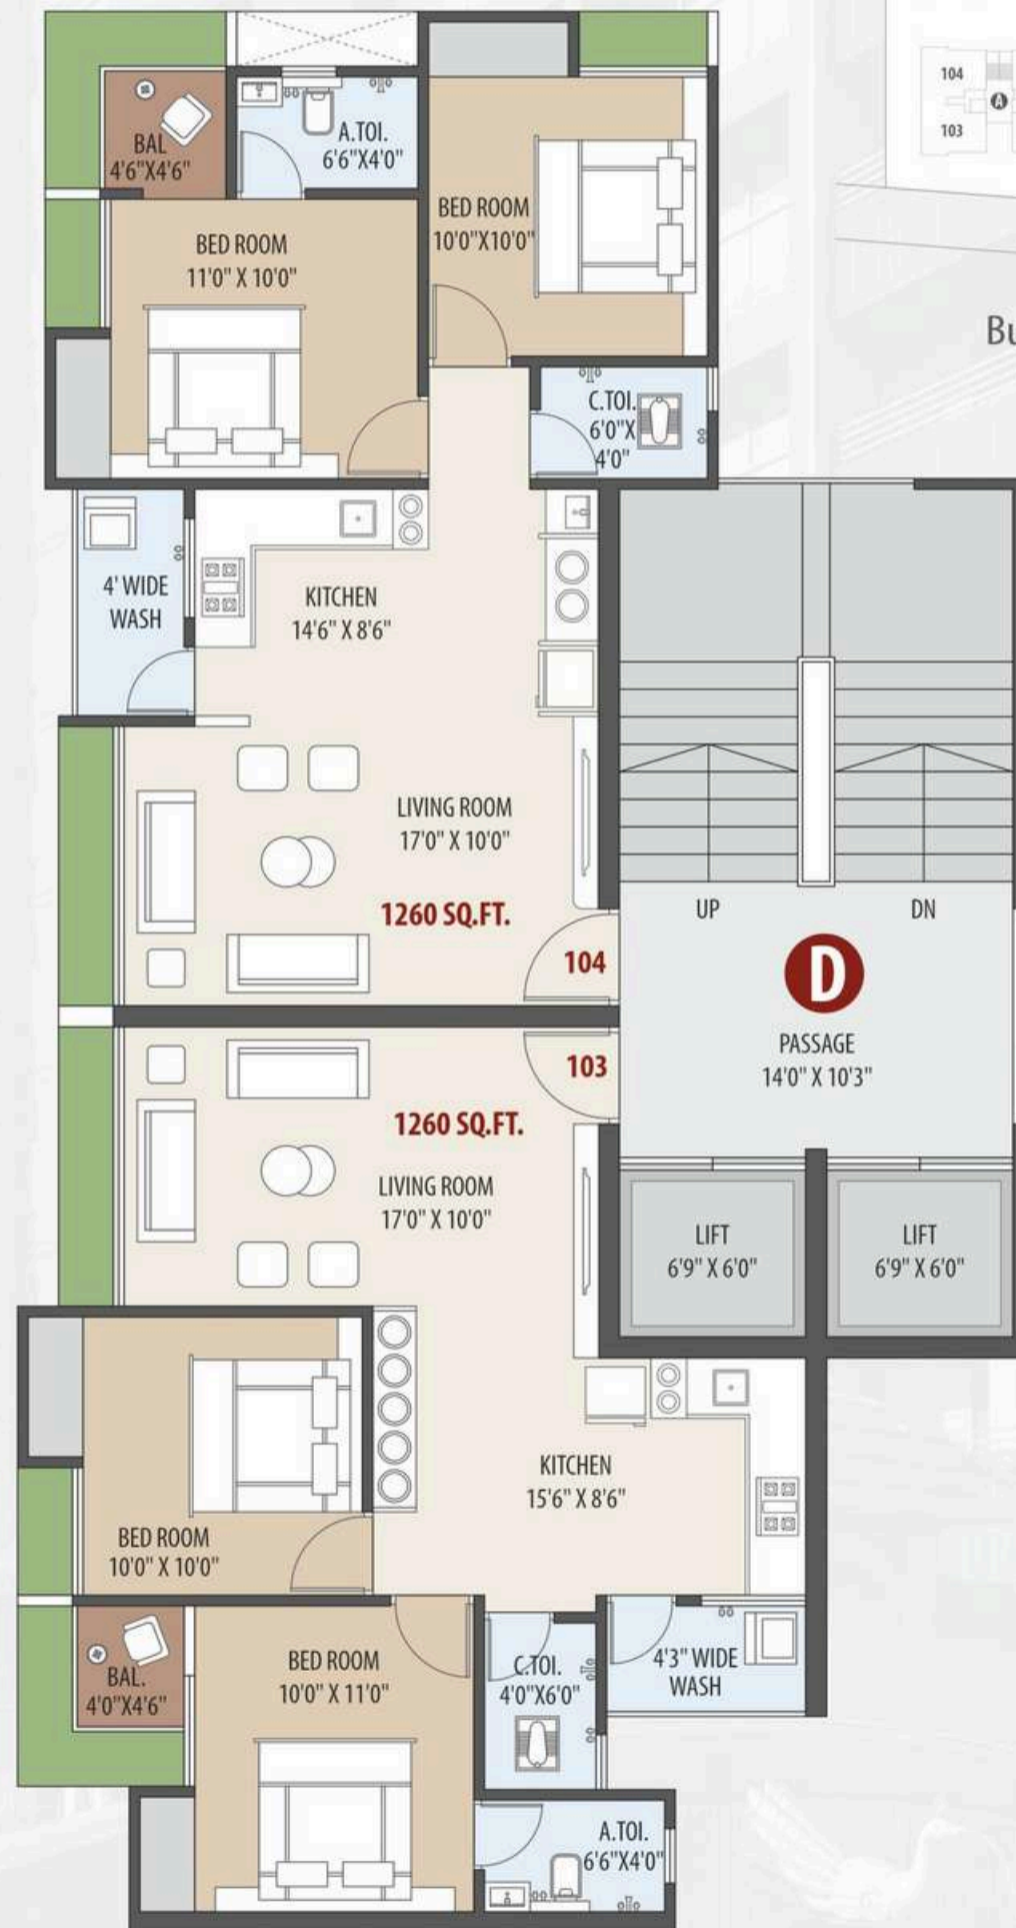 104
A
103
Bu
BAL
4'6"X4'6"
A.TOI.
6'6"X4'0"
BED ROOM
10'0"X10'0"
BED ROOM
11'0" X 10'0"
C.TOI.
6'0"X
4'0"
4' WIDE
WASH
KITCHEN
14'6" X 8'6"
LIVING ROOM
17'0" X 10'0"
1260 SQ.FT.
104
UP
DN
D
PASSAGE
14'0" X 10'3"
103
1260 SQ.FT.
LIVING ROOM
17'0" X 10'0"
LIFT
6'9" X 6'0"
LIFT
6'9" X 6'0"
KITCHEN
15'6" X 8'6"
BED ROOM
10'0" X 10'0"
BAL.
4'0"X4'6"
BED ROOM
10'0" X 11'0"
C.TOI.
4'0"X6'0"
4'3" WIDE
WASH
A.TOI.
6'6"X4'0"